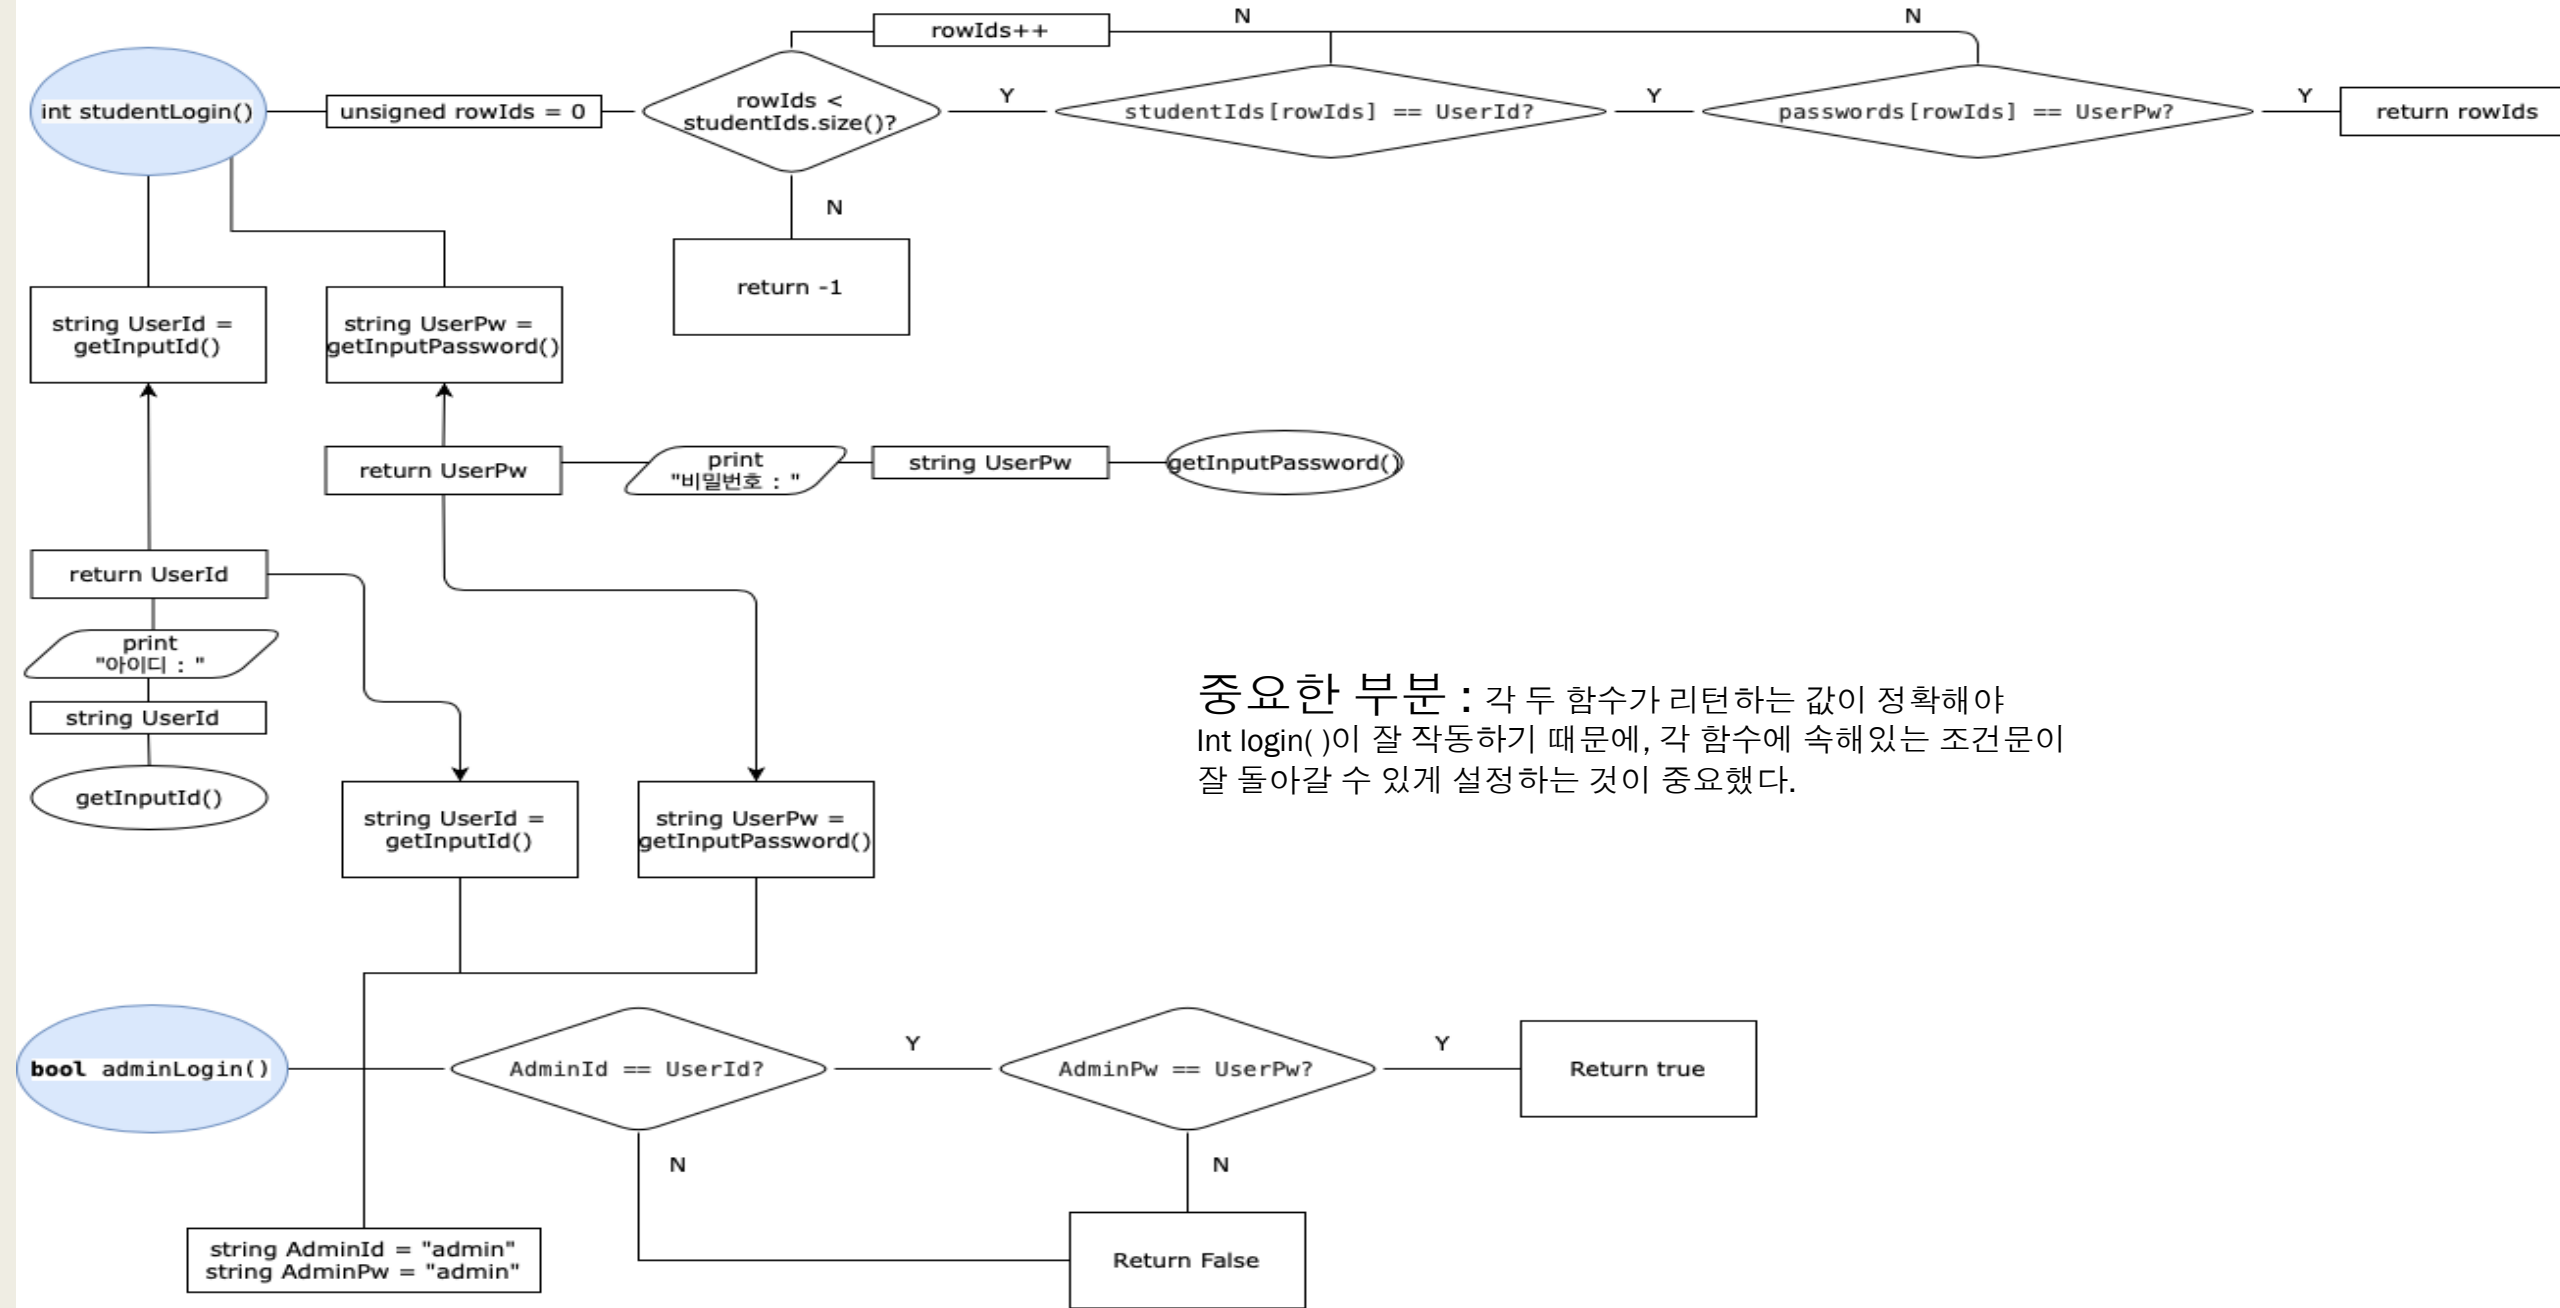 rowIds++
N
N
int studentLogin()
unsigned rowIds = 0
rowIds <
studentIds.size()?
Y
studentIds[rowIds] == UserId?
Y
passwords[rowIds] == UserPw?
Y
return rowIds
N
return -1
string UserId =
getInputId()
string UserPw =
getInputPassword()
return UserPw
print
"비밀번호 : "
string UserPw
getInputPassword()
return UserId
print
"아이디 : "
string UserId
getInputId()
중요한 부분 : 각 두 함수가 리턴하는 값이 정확해야
Int login( )이 잘 작동하기 때문에, 각 함수에 속해있는 조건문이
잘 돌아갈 수 있게 설정하는 것이 중요했다.
string UserId =
getInputId()
string UserPw =
getInputPassword()
bool adminLogin()
AdminId == UserId?
Y
AdminPw == UserPw?
Y
Return true
N
N
string AdminId = "admin"
string AdminPw = "admin"
Return False